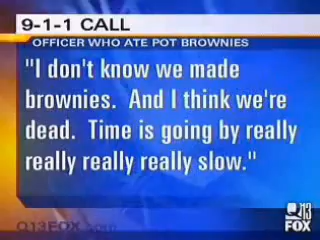 9-1-1 CALL
OFFICER WHO ATE POT BROWNIES
"I don't know we made
brownies.  And I think we're
dead.  Time is going by really
really really really slow."
Q13FOX.com
Q13
FOX